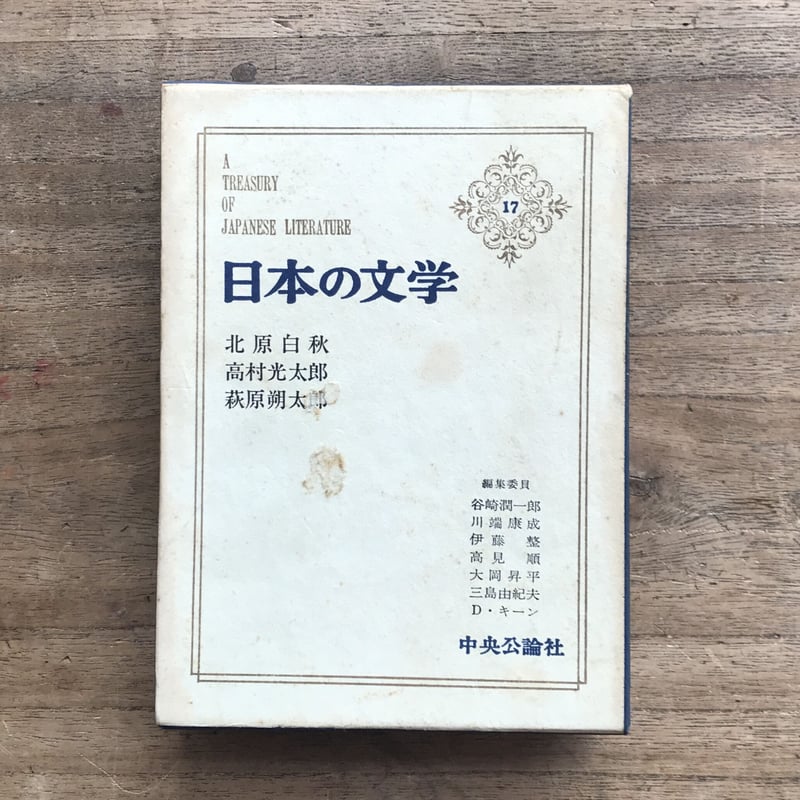 A
TREASURY
OF
JAPANESE LITERATURE
17
日本の文学
北原白秋
高村光太郎
萩原朔太郎
編集委員
谷崎潤一郎
川端康成
伊藤整
高見順
大岡昇平
三島由紀夫
D・キーン
中央公論社